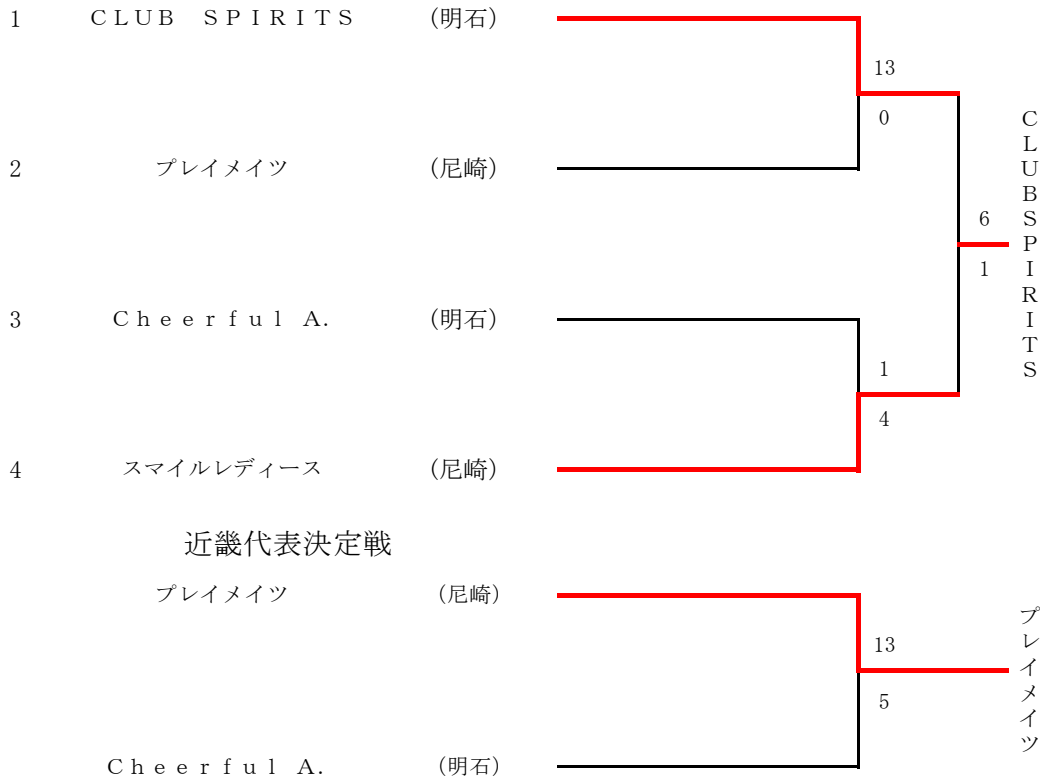 1 ＣＬＵＢ ＳＰＩＲＩＴＳ (明石)
13
0
2 プレイメイツ (尼崎)
6
1
ＣＬＵＢＳＰＩＲＩＴＳ
3 Ｃｈｅｅｒｆｕｌ Ａ． (明石)
1
4
4 スマイルレディース (尼崎)
近畿代表決定戦
プレイメイツ (尼崎)
13
5
プレイメイツ
Ｃｈｅｅｒｆｕｌ Ａ． (明石)